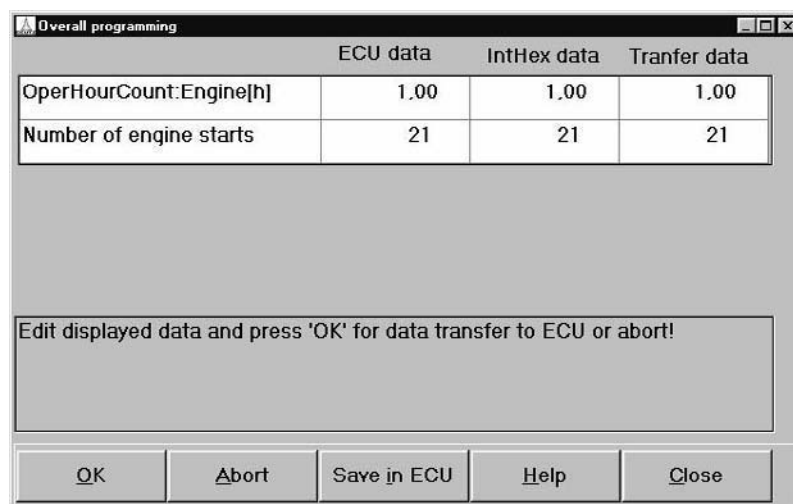 Overall programming
ECU data IntHex data Tranfer data
OperHourCount:Engine[h] 1,00 1,00 1,00
Number of engine starts 21 21 21
Edit displayed data and press 'OK' for data transfer to ECU or abort!
OK Abort Save in ECU Help Close